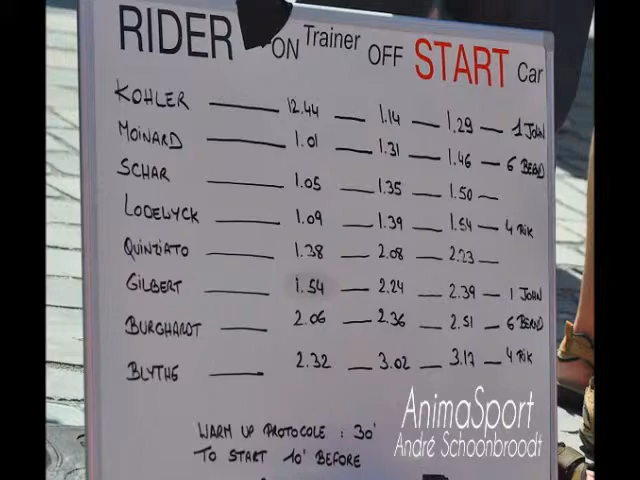 RIDER ON Trainer OFF START Car
KOHLER 12.44 1.14 1.29 1 JOHN
MOINARD 1.01 1.31 1.46 6 BERND
SCHAR 1.05 1.35 1.50
LODELYCK 1.09 1.39 1.54 4 Rik
QUINZIATO 1.38 2.08 2.23
GILBERT 1.54 2.24 2.39 1 JOHN
BURGHARDT 2.06 2.36 2.51 6 BERND
BLYTHE 2.32 3.02 3.17 4 Rik
WARM UP PROTOCOLE : 30'
TO START 10' BEFORE
AnimaSport
André Schoonbroodt